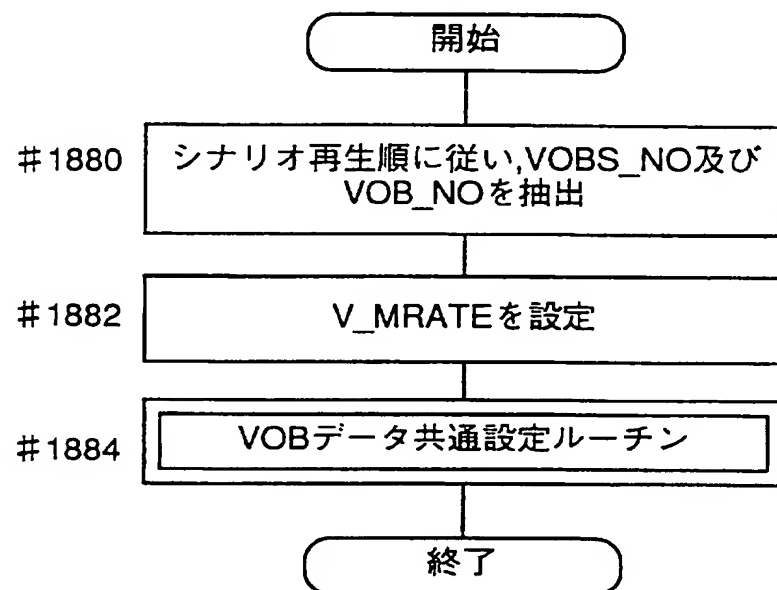 開始
#1880
シナリオ再生順に従い,VOBS_NO及び
VOB_NOを抽出
#1882
V_MRATEを設定
#1884
VOBデータ共通設定ルーチン
終了